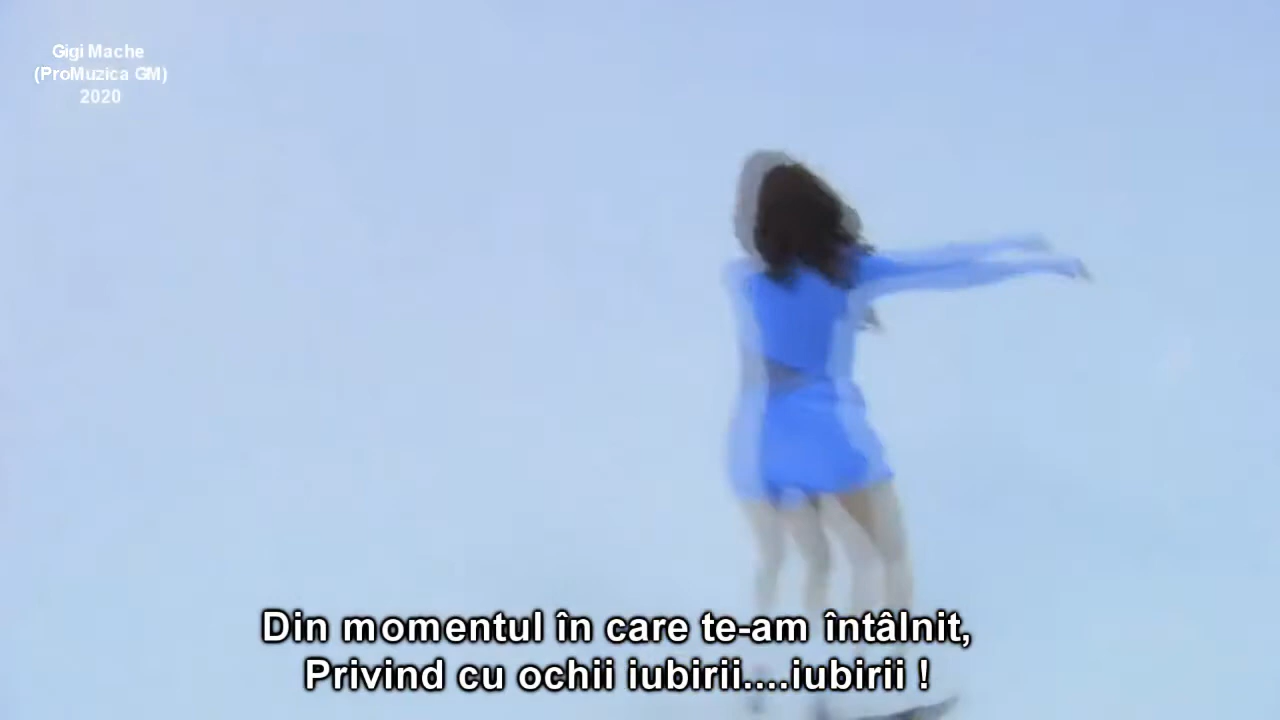 Gigi Mache
(ProMuzica GM)
2020
Din momentul în care te-am întâlnit,
Privind cu ochii iubirii....iubirii !